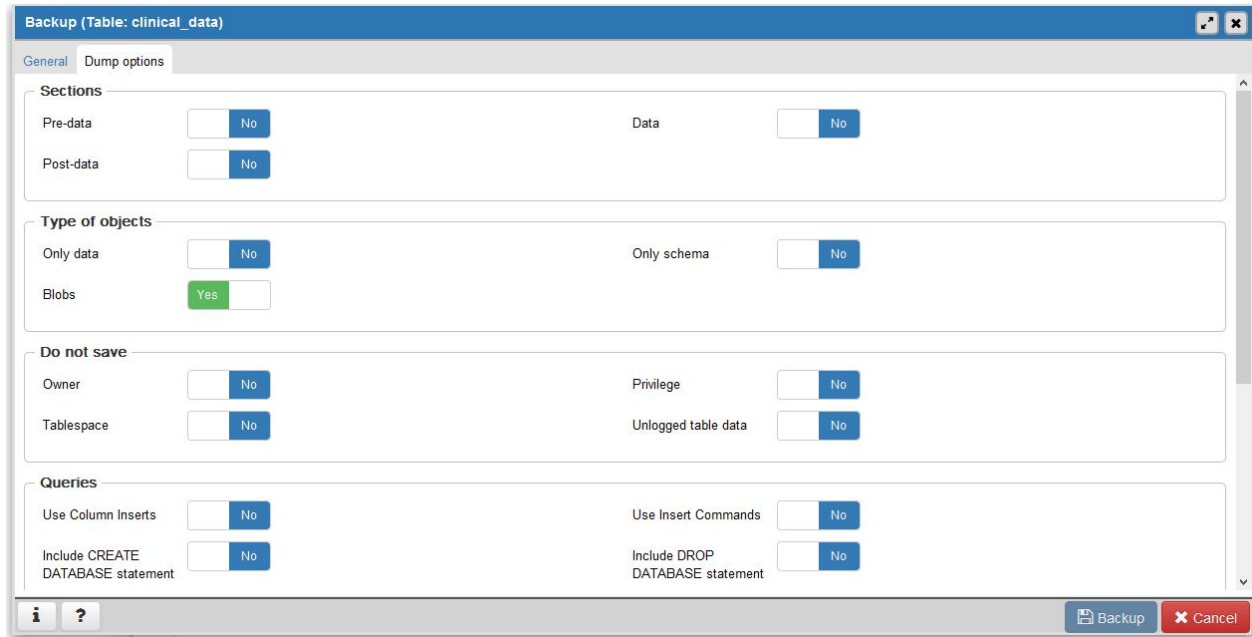 Backup (Table: clinical_data)
General Dump options
Sections
Pre-data No Data No
Post-data No
Type of objects
Only data No Only schema No
Blobs Yes
Do not save
Owner No Privilege No
Tablespace No Unlogged table data No
Queries
Use Column Inserts No Use Insert Commands No
Include CREATE No Include DROP No
DATABASE statement DATABASE statement
i ? Backup Cancel